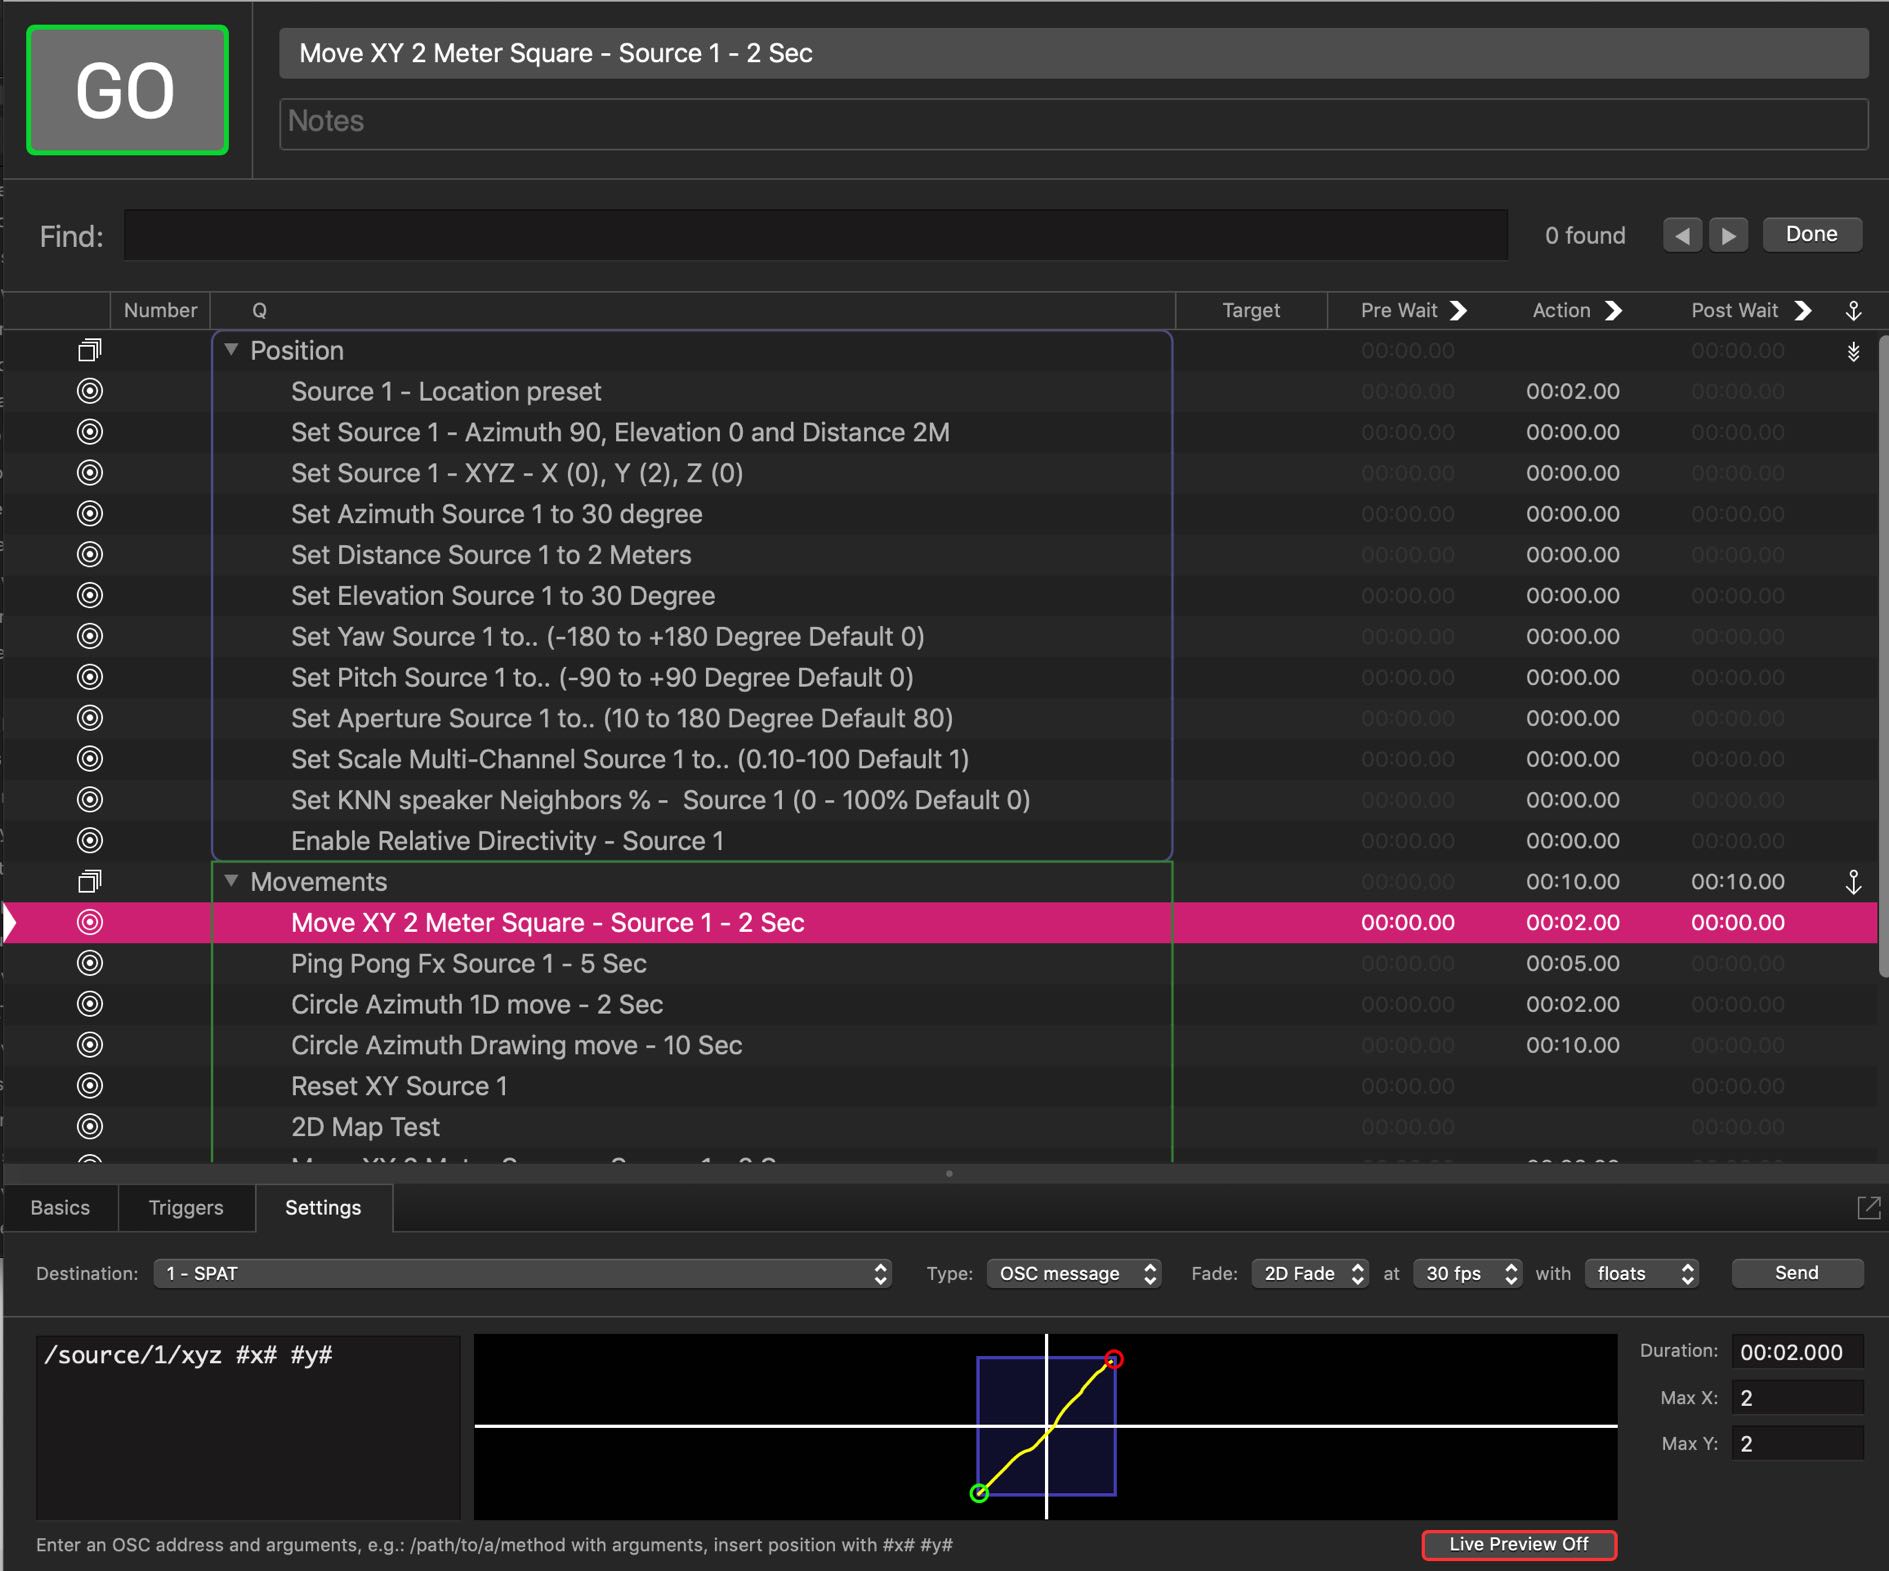 GO
Move XY 2 Meter Square - Source 1 - 2 Sec
Notes
Find:
0 found
Done
Number Q Target Pre Wait Action Post Wait
Position 00:00.00 00:00.00
Source 1 - Location preset 00:00.00 00:02.00 00:00.00
Set Source 1 - Azimuth 90, Elevation 0 and Distance 2M 00:00.00 00:00.00 00:00.00
Set Source 1 - XYZ - X (0), Y (2), Z (0) 00:00.00 00:00.00 00:00.00
Set Azimuth Source 1 to 30 degree 00:00.00 00:00.00 00:00.00
Set Distance Source 1 to 2 Meters 00:00.00 00:00.00 00:00.00
Set Elevation Source 1 to 30 Degree 00:00.00 00:00.00 00:00.00
Set Yaw Source 1 to.. (-180 to +180 Degree Default 0) 00:00.00 00:00.00 00:00.00
Set Pitch Source 1 to.. (-90 to +90 Degree Default 0) 00:00.00 00:00.00 00:00.00
Set Aperture Source 1 to.. (10 to 180 Degree Default 80) 00:00.00 00:00.00 00:00.00
Set Scale Multi-Channel Source 1 to.. (0.10-100 Default 1) 00:00.00 00:00.00 00:00.00
Set KNN speaker Neighbors % - Source 1 (0 - 100% Default 0) 00:00.00 00:00.00 00:00.00
Enable Relative Directivity - Source 1 00:00.00 00:00.00 00:00.00
Movements 00:00.00 00:10.00 00:10.00
Move XY 2 Meter Square - Source 1 - 2 Sec 00:00.00 00:02.00 00:00.00
Ping Pong Fx Source 1 - 5 Sec 00:00.00 00:05.00 00:00.00
Circle Azimuth 1D move - 2 Sec 00:00.00 00:02.00 00:00.00
Circle Azimuth Drawing move - 10 Sec 00:00.00 00:10.00 00:00.00
Reset XY Source 1 00:00.00 00:00.00
2D Map Test 00:00.00 00:00.00
Basics Triggers Settings
Destination: 1 - SPAT Type: OSC message Fade: 2D Fade at 30 fps with floats Send
/source/1/xyz #x# #y#
Duration: 00:02.000
Max X: 2
Max Y: 2
Enter an OSC address and arguments, e.g.: /path/to/a/method with arguments, insert position with #x# #y#
Live Preview Off